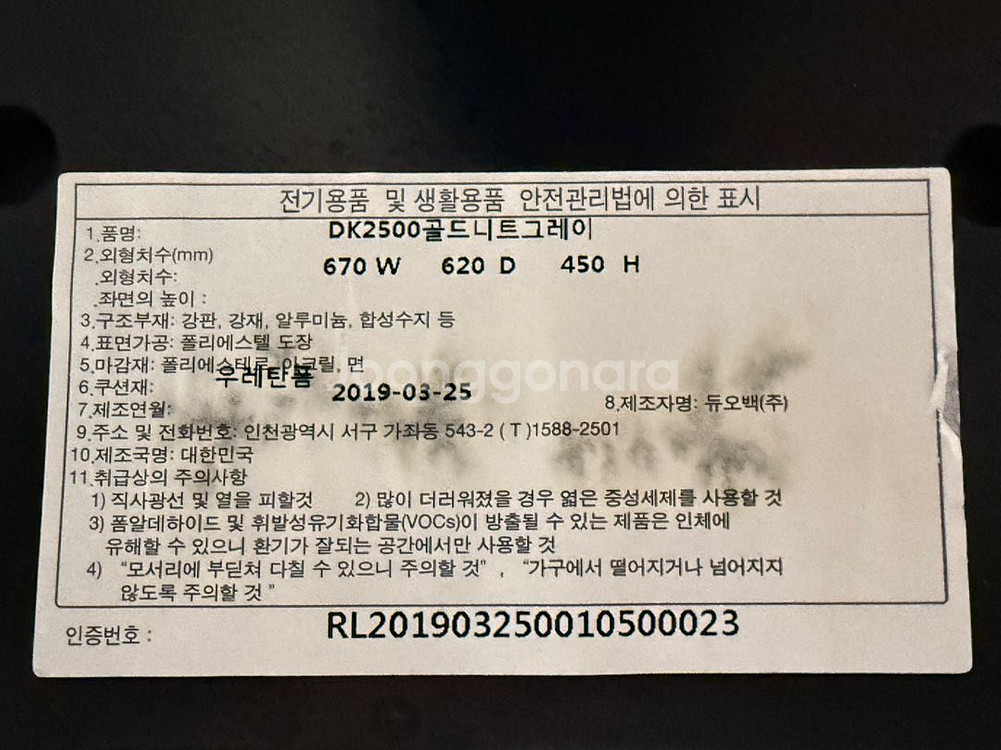 전기용품 및 생활용품 안전관리법에 의한 표시
1.품명: DK2500골드니트그레이
2.외형치수(mm) 670 W 620 D 450 H
.외형치수:
.좌면의 높이 :
3.구조부재: 강판, 강재, 알루미늄, 합성수지 등
4.표면가공: 폴리에스텔 도장
5.마감재: 폴리에스테르, 아크릴, 면
6.쿠션재: 우레탄폼
7.제조연월: 2019-03-25 8.제조자명: 듀오백(주)
9.주소 및 전화번호: 인천광역시 서구 가좌동 543-2 ( T )1588-2501
10.제조국명: 대한민국
11.취급상의 주의사항
1) 직사광선 및 열을 피할것 2) 많이 더러워졌을 경우 엷은 중성세제를 사용할 것
3) 폼알데하이드 및 휘발성유기화합물(VOCs)이 방출될 수 있는 제품은 인체에
유해할 수 있으니 환기가 잘되는 공간에서만 사용할 것
4) "모서리에 부딛쳐 다칠 수 있으니 주의할 것" , "가구에서 떨어지거나 넘어지지
않도록 주의할 것 "
인증번호 : RL201903250010500023